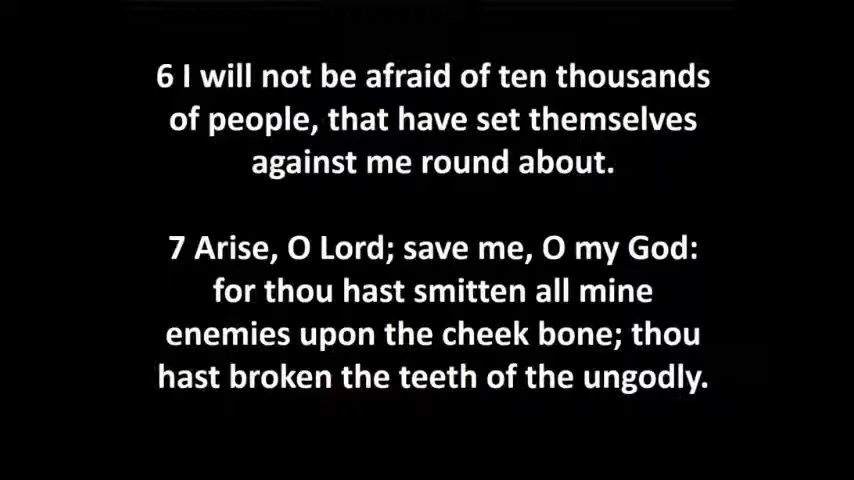 6 I will not be afraid of ten thousands
of people, that have set themselves
against me round about.
7 Arise, O Lord; save me, O my God:
for thou hast smitten all mine
enemies upon the cheek bone; thou
hast broken the teeth of the ungodly.